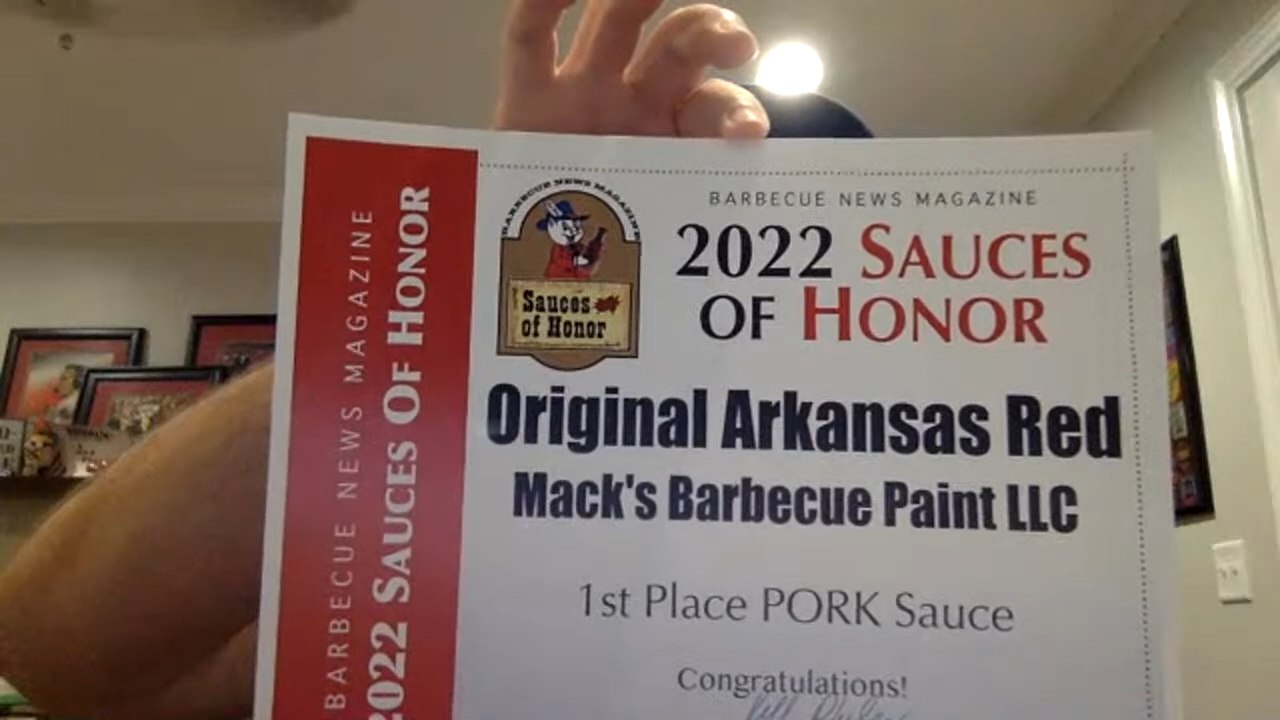 BARBECUE NEWS MAGAZINE
2022 SAUCES OF HONOR
BARBECUE NEWS MAGAZINE
Sauces
of Honor
BARBECUE NEWS MAGAZINE
2022 SAUCES
OF HONOR
Original Arkansas Red
Mack's Barbecue Paint LLC
1st Place PORK Sauce
Congratulations!